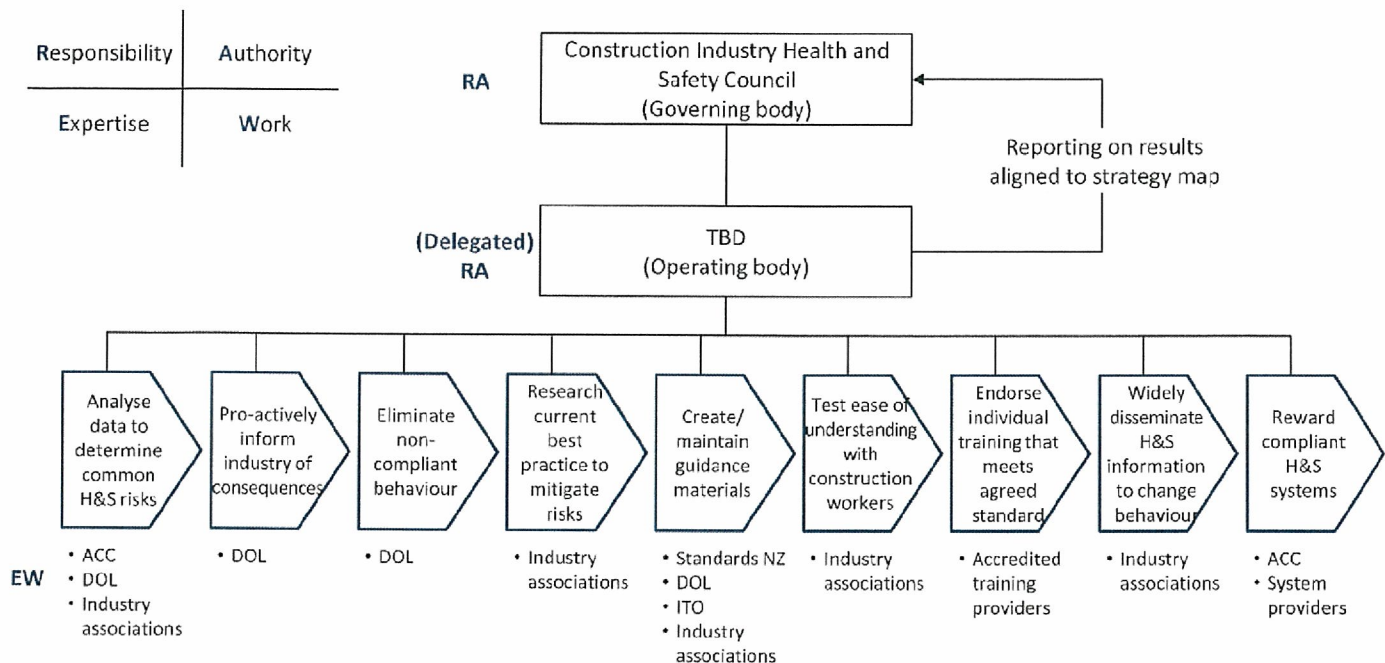 Responsibility
Authority
Expertise
Work
RA
Construction Industry Health and
Safety Council
(Governing body)
Reporting on results
aligned to strategy map
(Delegated)
RA
TBD
(Operating body)
Analyse
data to
determine
common
H&S risks
Pro-actively
inform
industry of
consequences
Eliminate
non-
compliant
behaviour
Research
current
best
practice to
mitigate
risks
Create/
maintain
guidance
materials
Test ease of
understanding
with
construction
workers
Endorse
individual
training that
meets
agreed
standard
Widely
disseminate
H&S
information
to change
behaviour
Reward
compliant
H&S
systems
EW
• ACC
• DOL
• Industry
associations
• DOL
• DOL
• Industry
associations
• Standards NZ
• DOL
• ITO
• Industry
associations
• Industry
associations
• Accredited
training
providers
• Industry
associations
• ACC
• System
providers